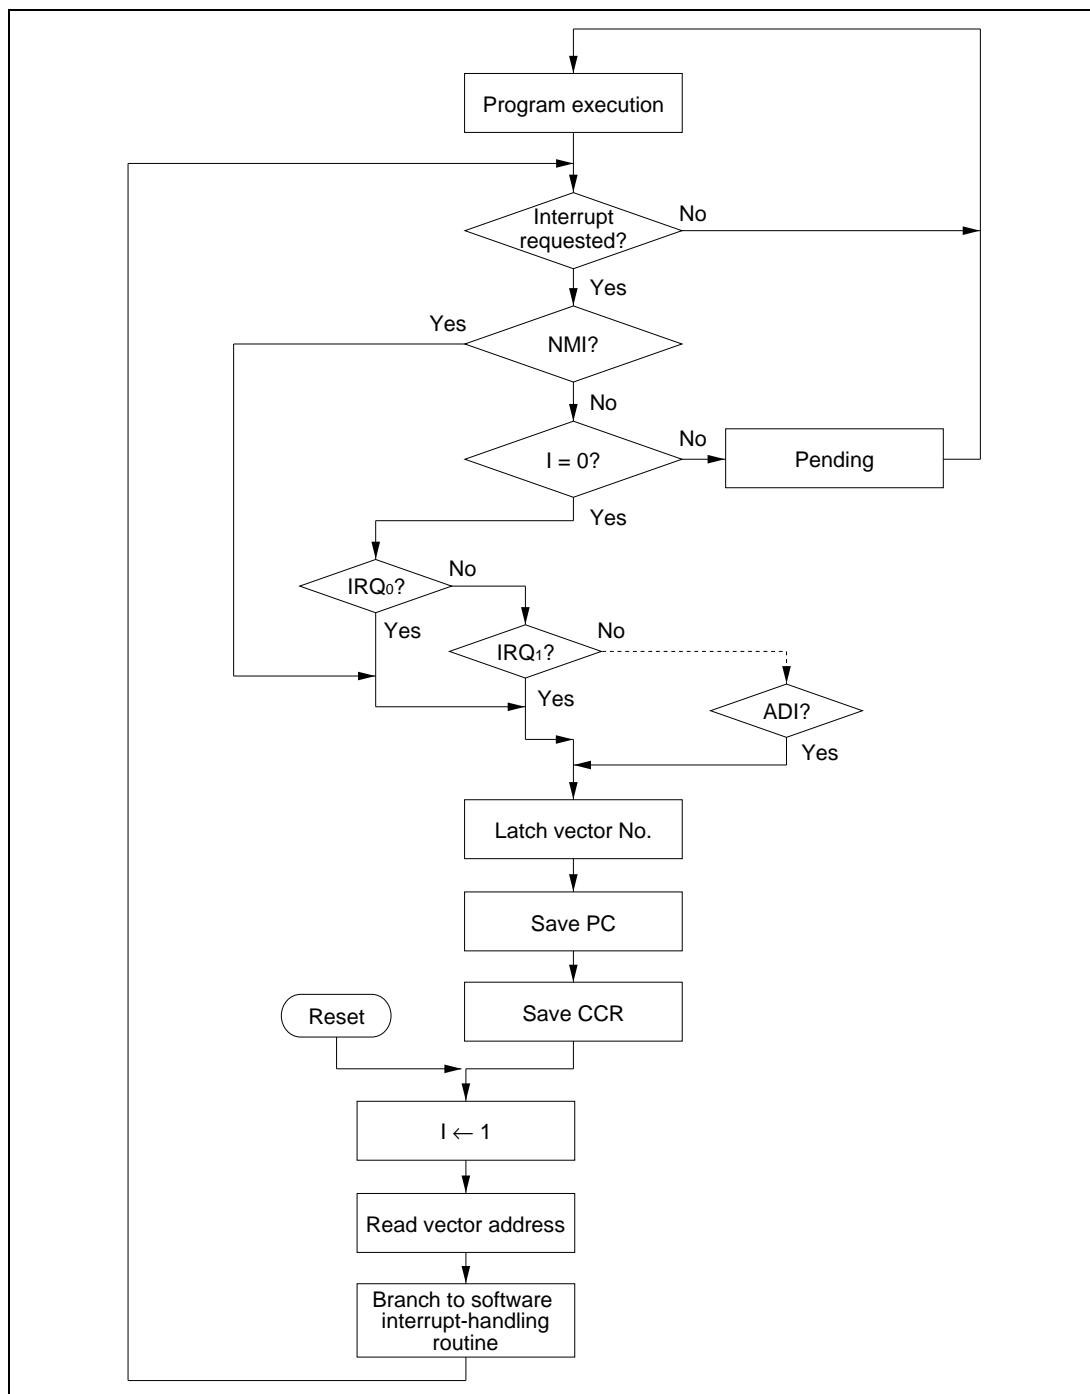 Program execution
Interrupt
requested?
No
Yes
Yes
NMI?
No
I = 0?
No
Pending
Yes
IRQ₀?
No
Yes
IRQ₁?
No
Yes
ADI?
Yes
Latch vector No.
Save PC
Save CCR
Reset
I ← 1
Read vector address
Branch to software
interrupt-handling
routine